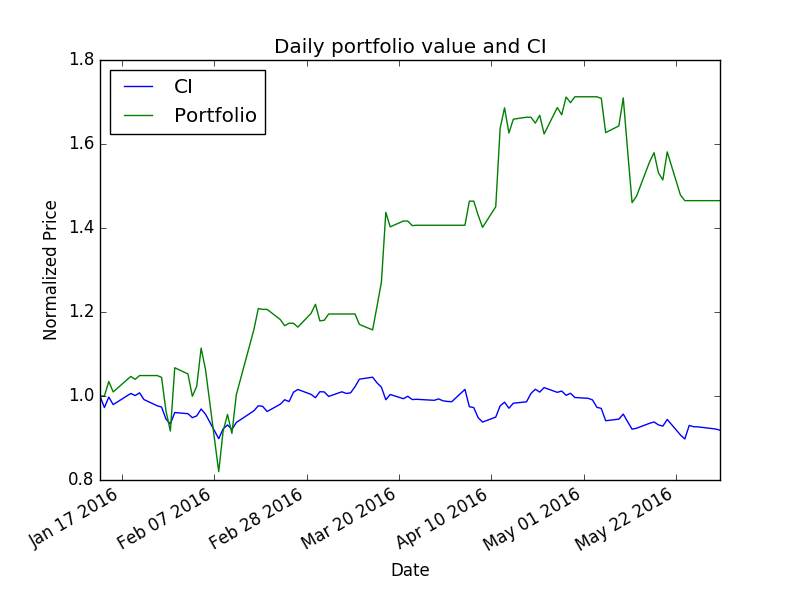 Daily portfolio value and CI
CI
Portfolio
Normalized Price
1.8
1.6
1.4
1.2
1.0
0.8
Jan 17 2016
Feb 07 2016
Feb 28 2016
Mar 20 2016
Apr 10 2016
May 01 2016
May 22 2016
Date